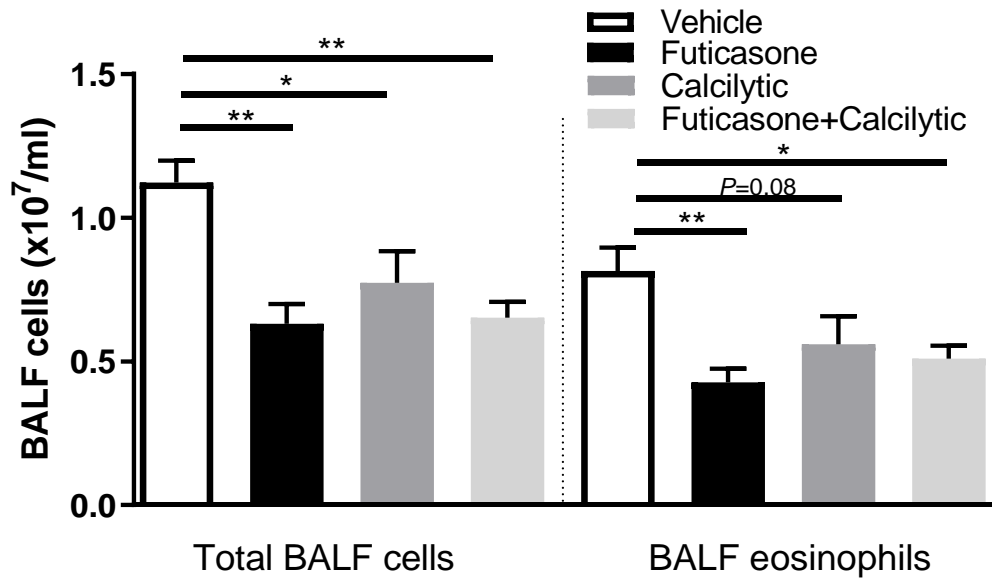 Vehicle
Futicasone
Calcilytic
Futicasone+Calcilytic
**
*
**
*
P=0.08
**
1.5
1.0
0.5
0.0
BALF cells (x10⁷/ml)
Total BALF cells
BALF eosinophils